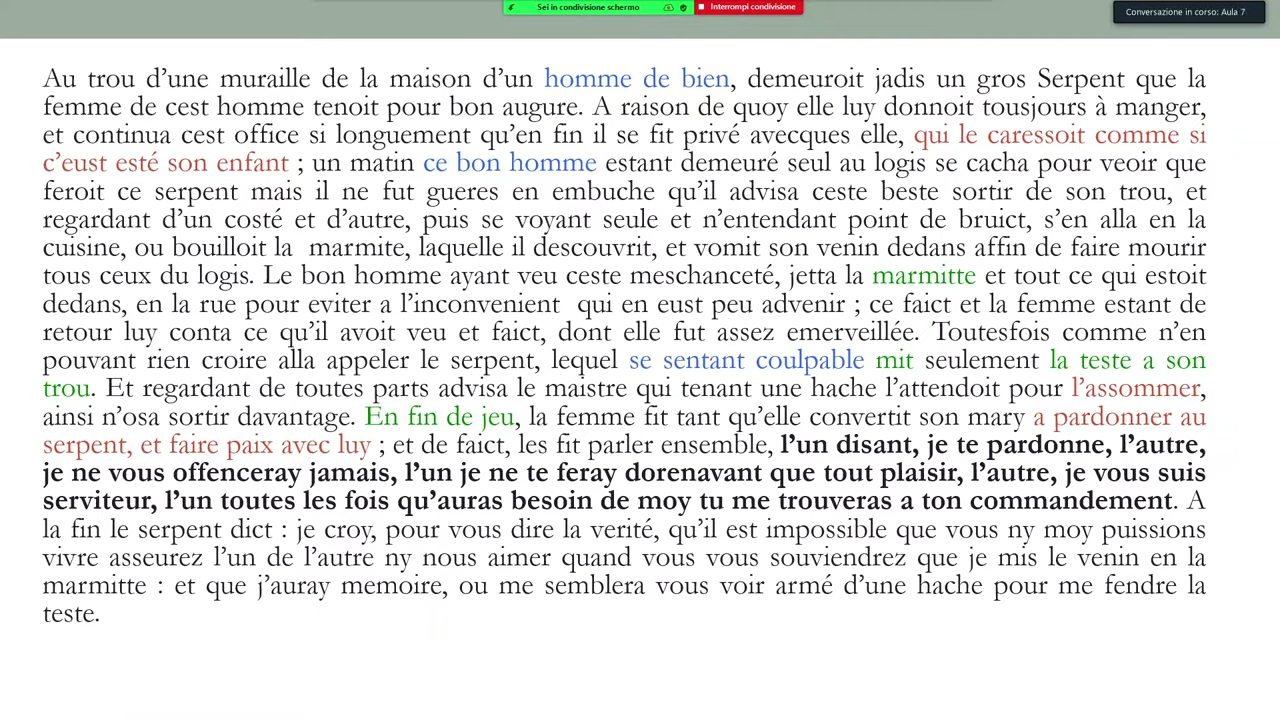 Sei in condivisione schermo
Interrompi condivisione
Conversazione in corso: Aula 7
Au trou d’une muraille de la maison d’un homme de bien, demeuroit jadis un gros Serpent que la
femme de cest homme tenoit pour bon augure. A raison de quoy elle luy donnoit tousjours à manger,
et continua cest office si longuement qu’en fin il se fit privé avecques elle, qui le caressoit comme si
c’eust esté son enfant ; un matin ce bon homme estant demeuré seul au logis se cacha pour veoir que
feroit ce serpent mais il ne fut gueres en embuche qu’il advisa ceste beste sortir de son trou, et
regardant d’un costé et d’autre, puis se voyant seule et n’entendant point de bruict, s’en alla en la
cuisine, ou bouilloit la marmite, laquelle il descouvrit, et vomit son venin dedans affin de faire mourir
tous ceux du logis. Le bon homme ayant veu ceste meschanceté, jetta la marmitte et tout ce qui estoit
dedans, en la rue pour eviter a l’inconvenient qui en eust peu advenir ; ce faict et la femme estant de
retour luy conta ce qu’il avoit veu et faict, dont elle fut assez emerveillée. Toutesfois comme n’en
pouvant rien croire alla appeler le serpent, lequel se sentant coulpable mit seulement la teste a son
trou. Et regardant de toutes parts advisa le maistre qui tenant une hache l’attendoit pour l’assommer,
ainsi n’osa sortir davantage. En fin de jeu, la femme fit tant qu’elle convertit son mary a pardonner au
serpent, et faire paix avec luy ; et de faict, les fit parler ensemble, l’un disant, je te pardonne, l’autre,
je ne vous offenceray jamais, l’un je ne te feray dorenavant que tout plaisir, l’autre, je vous suis
serviteur, l’un toutes les fois qu’auras besoin de moy tu me trouveras a ton commandement. A
la fin le serpent dict : je croy, pour vous dire la verité, qu’il est impossible que vous ny moy puissions
vivre asseurez l’un de l’autre ny nous aimer quand vous vous souviendrez que je mis le venin en la
marmitte : et que j’auray memoire, ou me semblera vous voir armé d’une hache pour me fendre la
teste.